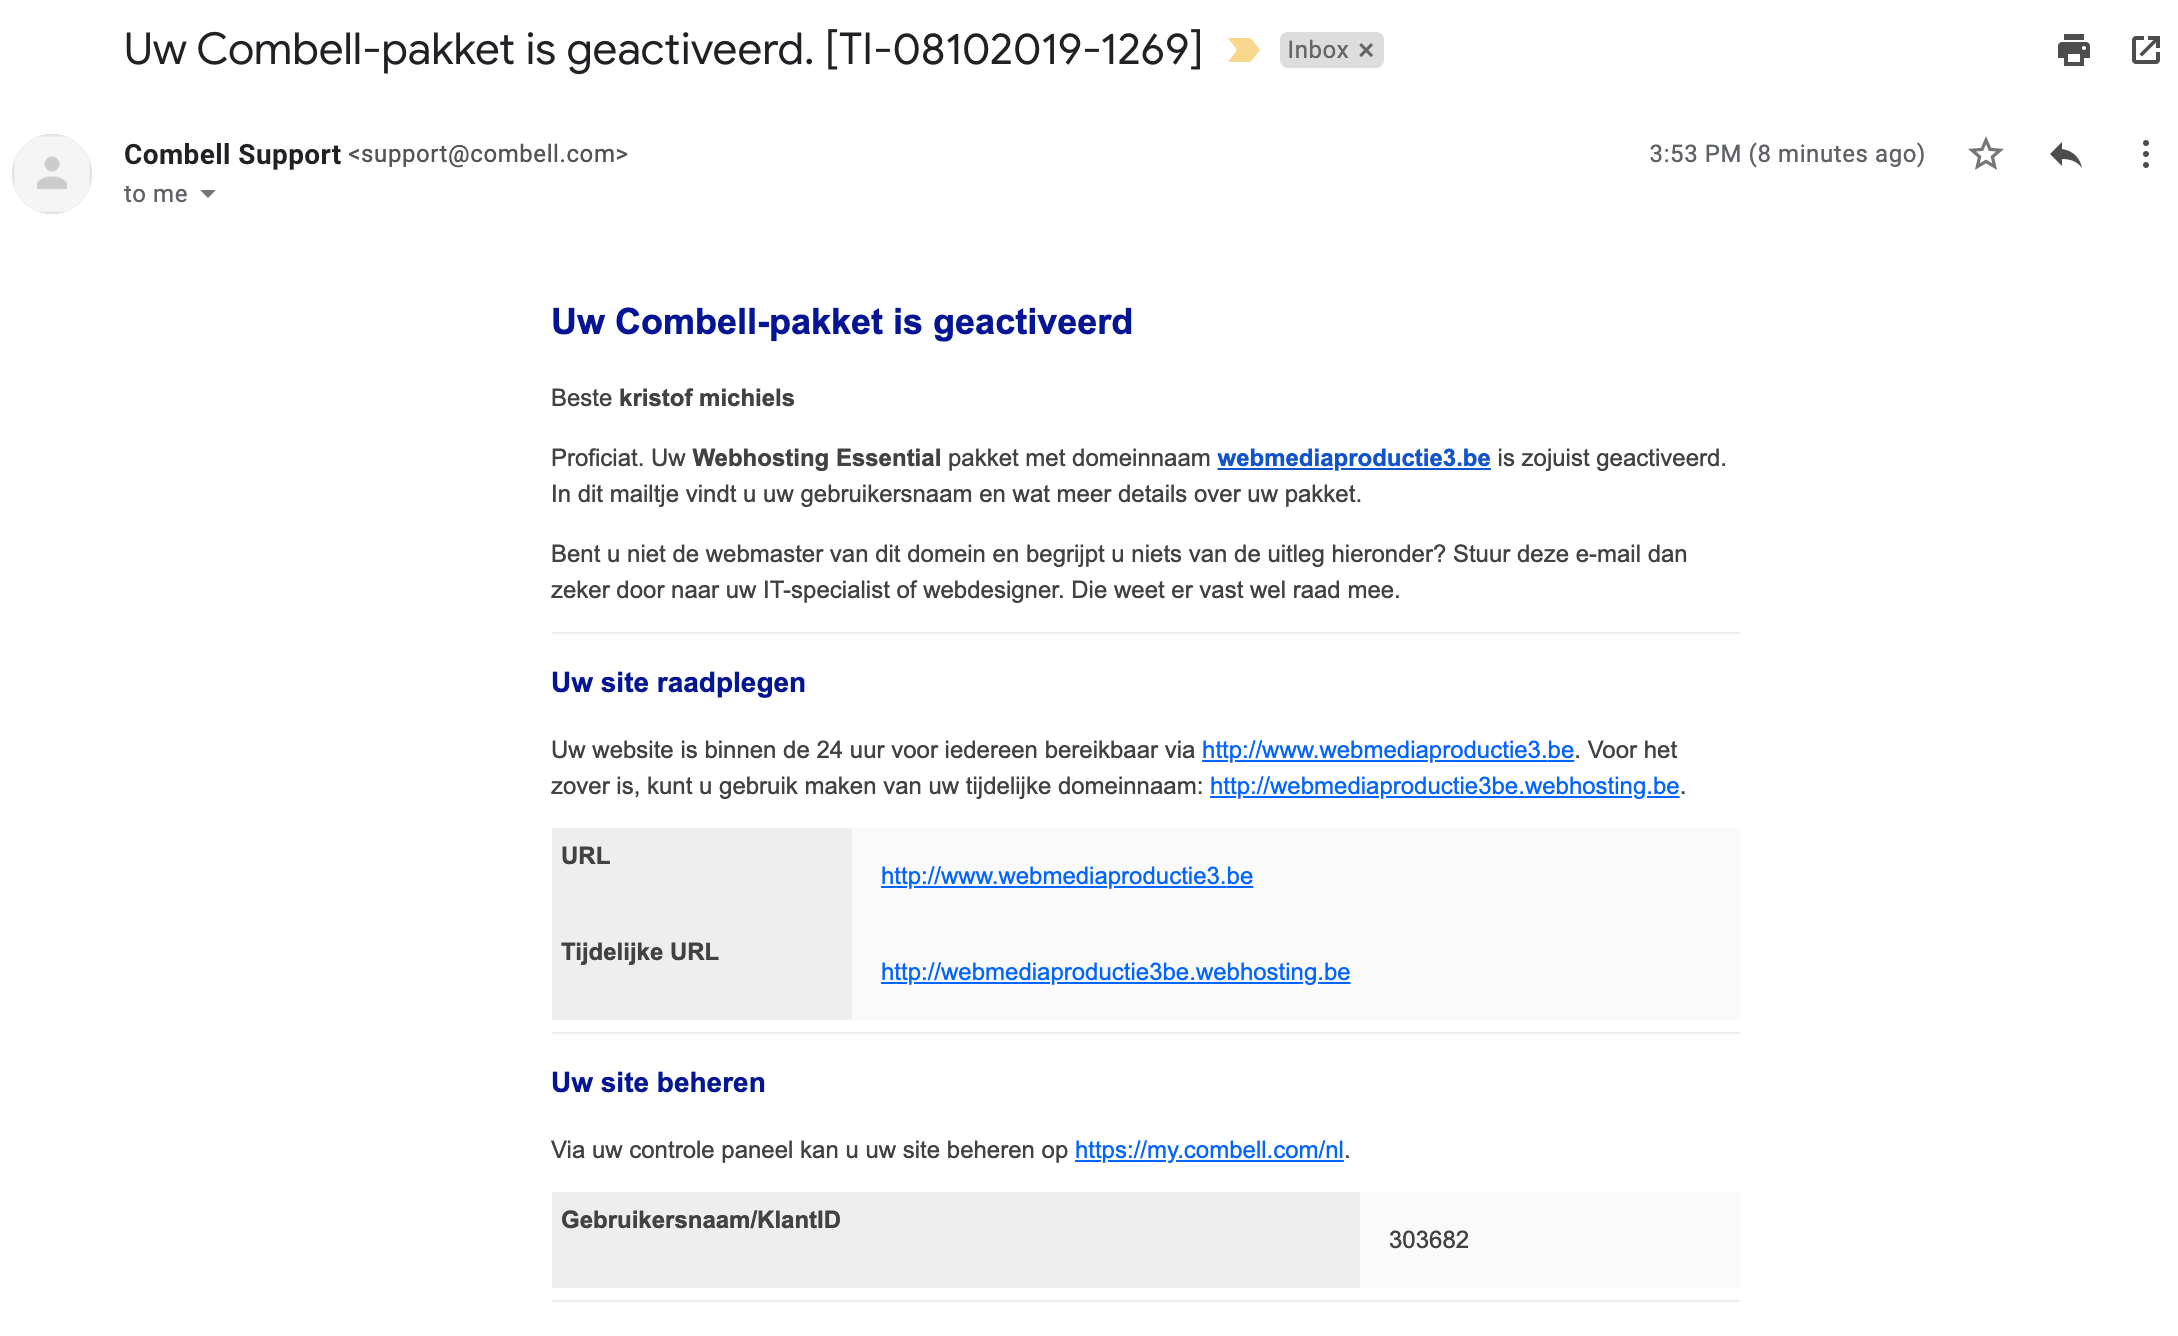 Uw Combell-pakket is geactiveerd. [TI-08102019-1269] Inbox ×
Combell Support <support@combell.com> 3:53 PM (8 minutes ago)
to me
Uw Combell-pakket is geactiveerd
Beste kristof michiels
Proficiat. Uw Webhosting Essential pakket met domeinnaam webmediaproductie3.be is zojuist geactiveerd.
In dit mailtje vindt u uw gebruikersnaam en wat meer details over uw pakket.
Bent u niet de webmaster van dit domein en begrijpt u niets van de uitleg hieronder? Stuur deze e-mail dan
zeker door naar uw IT-specialist of webdesigner. Die weet er vast wel raad mee.
Uw site raadplegen
Uw website is binnen de 24 uur voor iedereen bereikbaar via http://www.webmediaproductie3.be. Voor het
zover is, kunt u gebruik maken van uw tijdelijke domeinnaam: http://webmediaproductie3be.webhosting.be.
URL
http://www.webmediaproductie3.be
Tijdelijke URL
http://webmediaproductie3be.webhosting.be
Uw site beheren
Via uw controle paneel kan u uw site beheren op https://my.combell.com/nl.
Gebruikersnaam/KlantID
303682